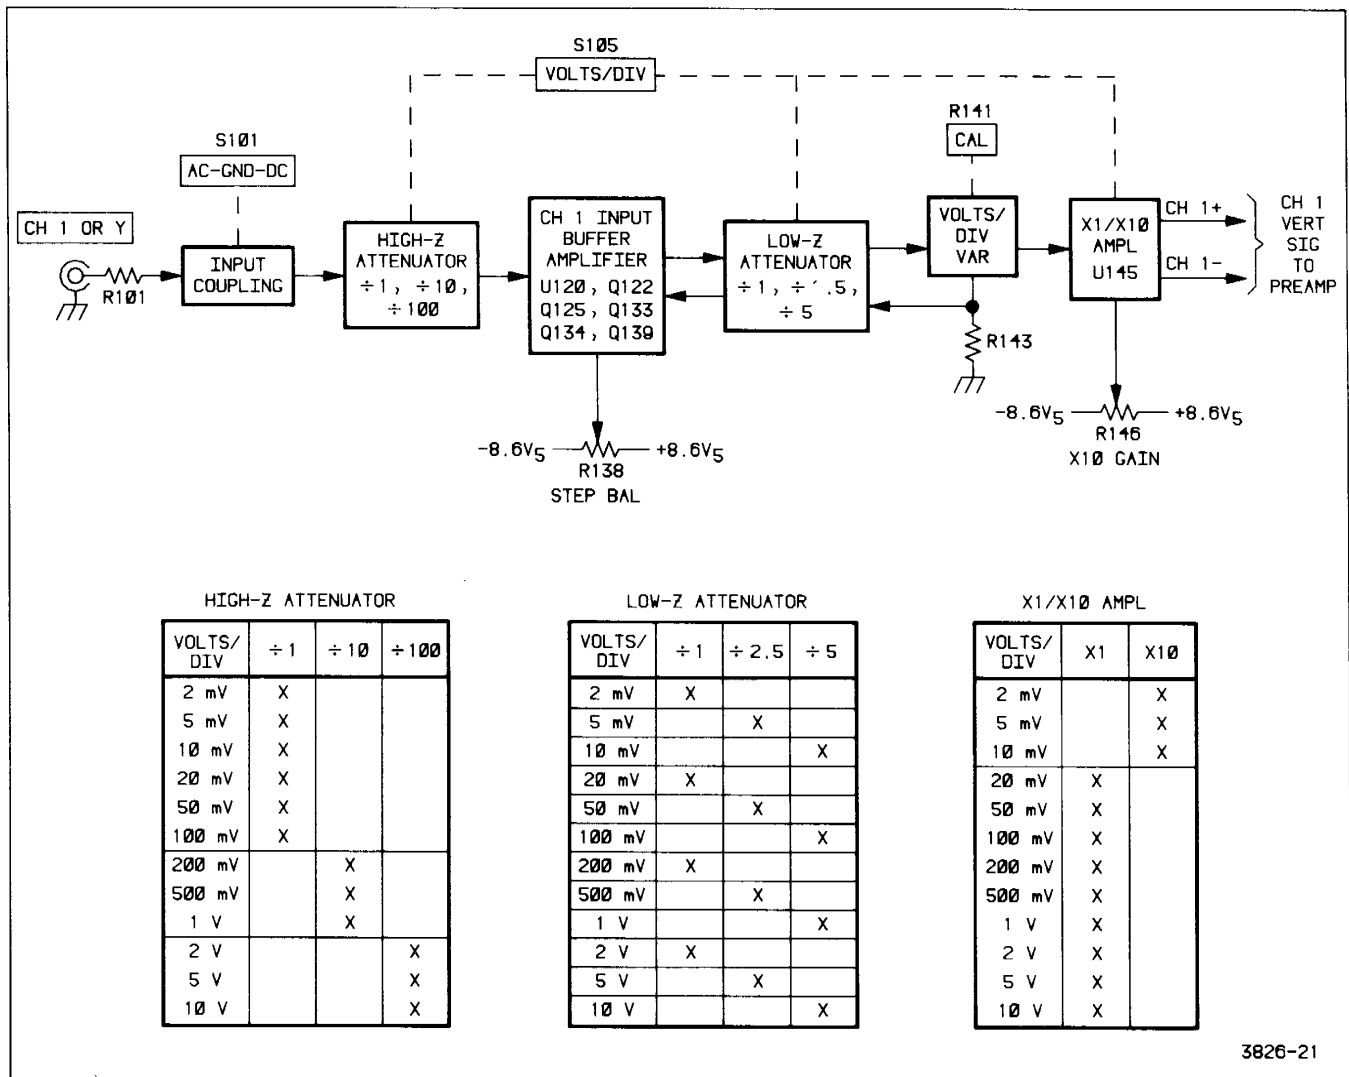 S105
VOLTS/DIV
R141
CAL
S101
AC-GND-DC
CH 1 OR Y
R101
INPUT
COUPLING
HIGH-Z
ATTENUATOR
÷1, ÷10,
÷100
CH 1 INPUT
BUFFER
AMPLIFIER
U120, Q122
Q125, Q133
Q134, Q139
LOW-Z
ATTENUATOR
÷1, ÷ .5,
÷5
VOLTS/
DIV
VAR
X1/X10
AMPL
U145
CH 1+
CH 1-
CH 1
VERT
SIG
TO
PREAMP
R143
-8.6V5
+8.6V5
R138
STEP BAL
-8.6V5
+8.6V5
R146
X10 GAIN
HIGH-Z ATTENUATOR
VOLTS/
DIV
÷1 ÷10 ÷100
2 mV X
5 mV X
10 mV X
20 mV X
50 mV X
100 mV X
200 mV X
500 mV X
1 V X
2 V X
5 V X
10 V X
LOW-Z ATTENUATOR
VOLTS/
DIV
÷1 ÷2.5 ÷5
2 mV X
5 mV X
10 mV X
20 mV X
50 mV X
100 mV X
200 mV X
500 mV X
1 V X
2 V X
5 V X
10 V X
X1/X10 AMPL
VOLTS/
DIV
X1 X10
2 mV X
5 mV X
10 mV X
20 mV X
50 mV X
100 mV X
200 mV X
500 mV X
1 V X
2 V X
5 V X
10 V X
3826-21